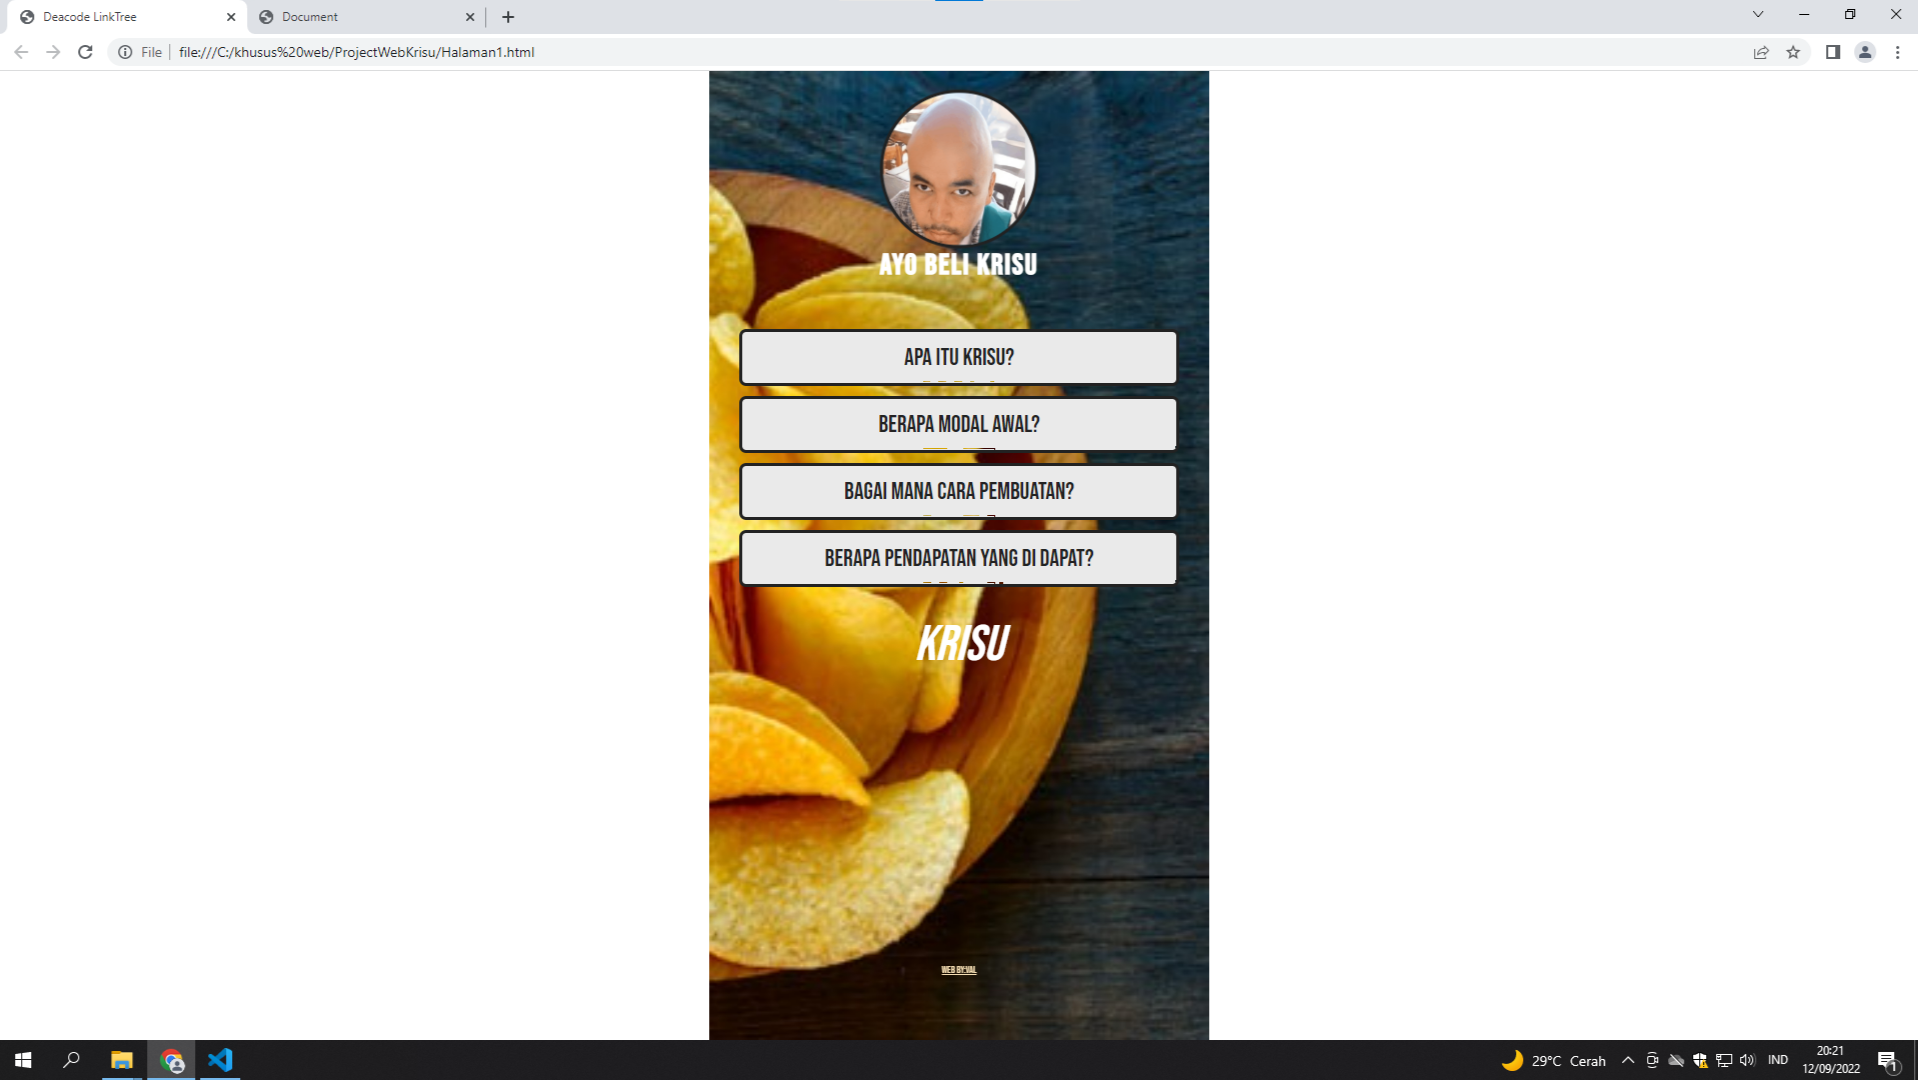 Deacode LinkTree
Document
File
file:///C:/khusus%20web/ProjectWebKrisu/Halaman1.html
AYO BELI KRISU
APA ITU KRISU?
BERAPA MODAL AWAL?
BAGAI MANA CARA PEMBUATAN?
BERAPA PENDAPATAN YANG DI DAPAT?
KRISU
WEB BY:VAL
29°C Cerah
IND
20:21
12/09/2022
1